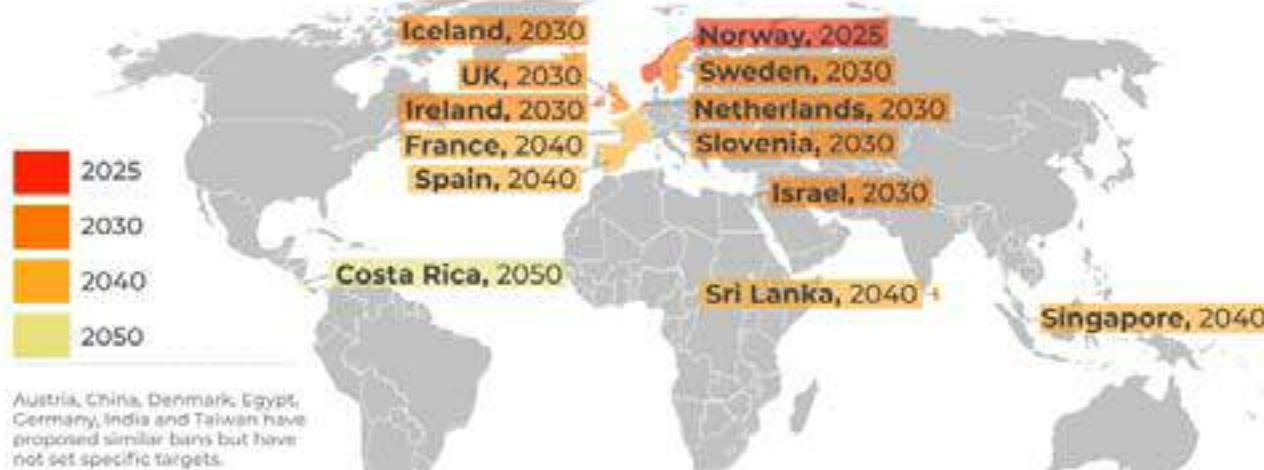 Iceland, 2030
Norway, 2025
UK, 2030
Sweden, 2030
Ireland, 2030
Netherlands, 2030
France, 2040
Slovenia, 2030
Spain, 2040
Israel, 2030
2025
2030
2040
2050
Costa Rica, 2050
Sri Lanka, 2040
Singapore, 2040
Austria, China, Denmark, Egypt,
Germany, India and Taiwan have
proposed similar bans but have
not set specific targets.